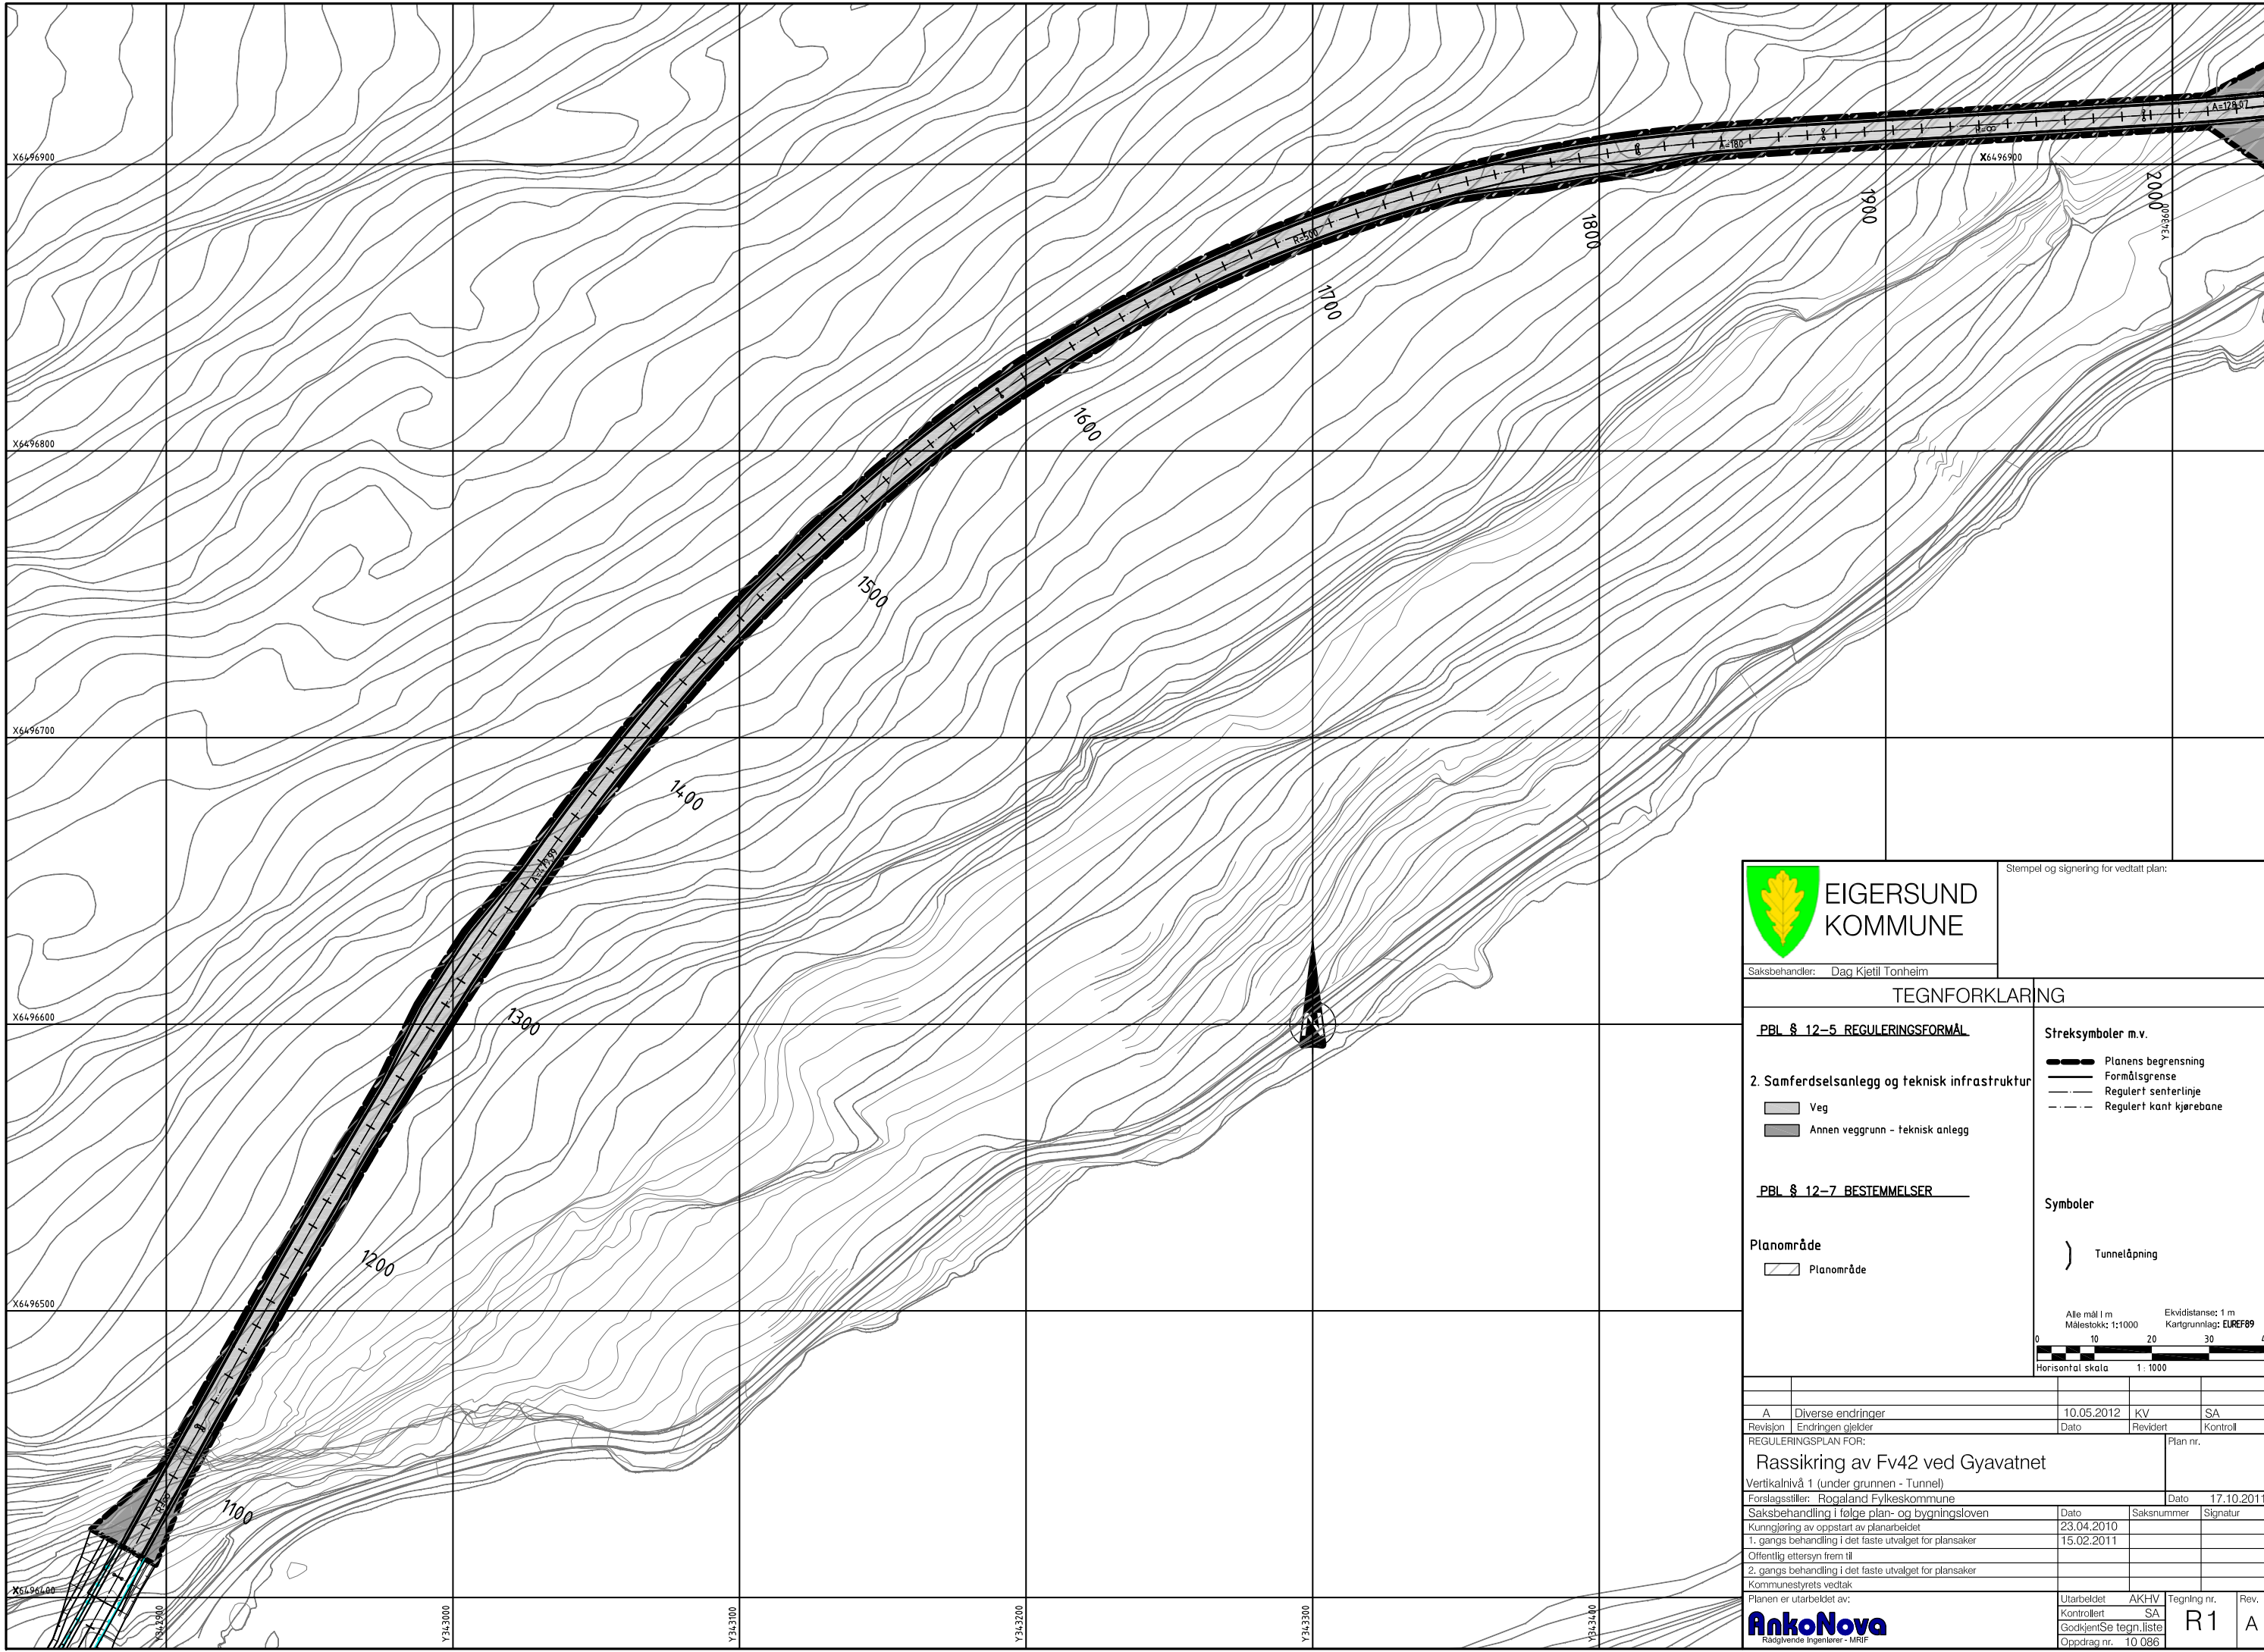 X6496900
X6496800
X6496700
X6496600
X6496500
X6496400
Y342900
Y343000
Y343100
Y343200
Y343300
Y343400
Y343600
X6496900
1100
1200
1300
1400
1500
1600
1700
1800
1900
2000
R=∞
A=479.99
R=500
A=180
R=∞
A=128.07
N
EIGERSUND
KOMMUNE
Saksbehandler: Dag Kjetil Tonheim
Stempel og signering for vedtatt plan:
TEGNFORKLARING
PBL § 12-5 REGULERINGSFORMÅL
2. Samferdselsanlegg og teknisk infrastruktur
Veg
Annen veggrunn - teknisk anlegg
PBL § 12-7 BESTEMMELSER
Planområde
Planområde
Streksymboler m.v.
Planens begrensning
Formålsgrense
Regulert senterlinje
Regulert kant kjørebane
Symboler
Tunnelåpning
Alle mål i m
Målestokk: 1:1000
Ekvidistanse: 1 m
Kartgrunnlag: EUREF89
0 10 20 30
Horisontal skala 1 : 1000
A Diverse endringer 10.05.2012 KV SA
Revisjon Endringen gjelder Dato Revidert Kontroll
REGULERINGSPLAN FOR: Plan nr.
Rassikring av Fv42 ved Gyavatnet
Vertikalnivå 1 (under grunnen - Tunnel)
Forslagsstiller: Rogaland Fylkeskommune Dato 17.10.2011
Saksbehandling i følge plan- og bygningsloven Dato Saksnummer Signatur
Kunngjøring av oppstart av planarbeidet 23.04.2010
1. gangs behandling i det faste utvalget for plansaker 15.02.2011
Offentlig ettersyn frem til
2. gangs behandling i det faste utvalget for plansaker
Kommunestyrets vedtak
Planen er utarbeidet av:
AnkoNova
Rådgivende Ingeniører - MRIF
Utarbeidet AKHV
Kontrollert SA
Godkjent Se tegn.liste
Oppdrag nr. 10 086
Tegning nr.
R1
Rev.
A